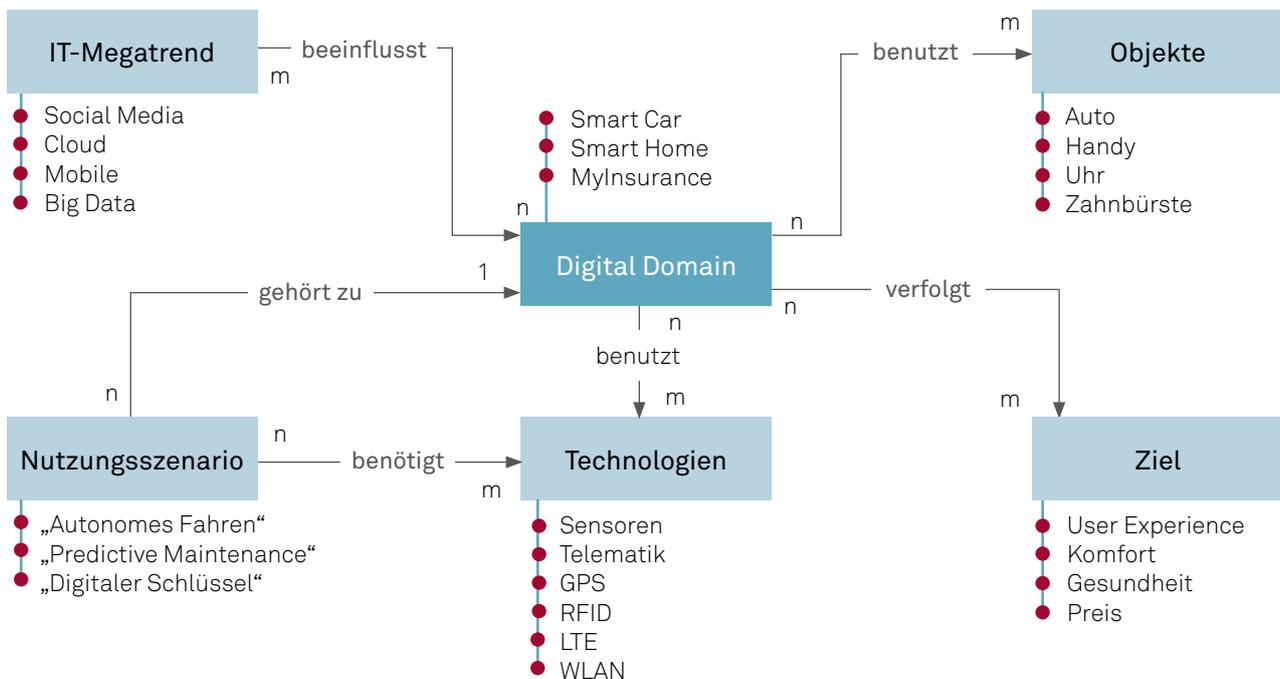 IT-Megatrend
m
beeinflusst
Social Media
Cloud
Mobile
Big Data
Smart Car
Smart Home
MyInsurance
n
benutzt
m
Objekte
Auto
Handy
Uhr
Zahnbürste
n
Digital Domain
1
gehört zu
n
n
verfolgt
m
n
benutzt
m
Nutzungsszenario
n
benötigt
m
„Autonomes Fahren“
„Predictive Maintenance“
„Digitaler Schlüssel“
Technologien
Sensoren
Telematik
GPS
RFID
LTE
WLAN
Ziel
User Experience
Komfort
Gesundheit
Preis